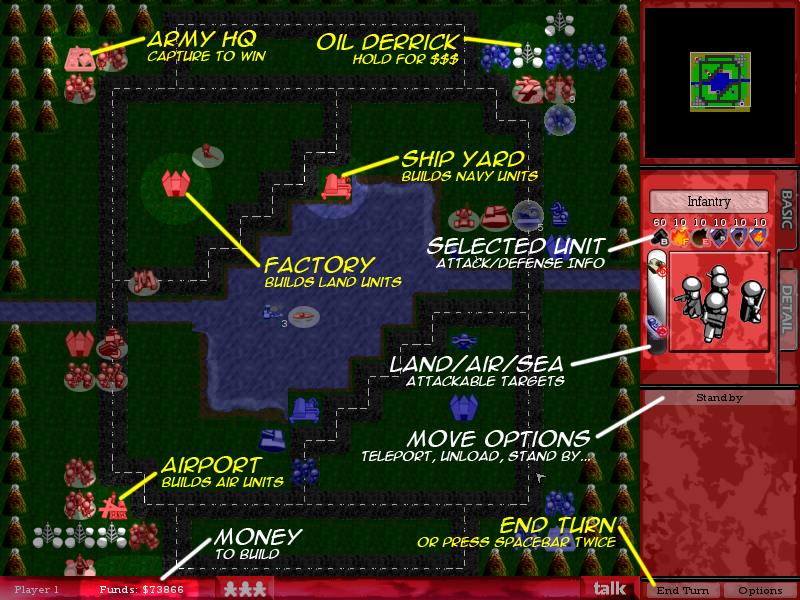 ARMY HQ
CAPTURE TO WIN
OIL DERRICK
HOLD FOR $$$
SHIP YARD
BUILDS NAVY UNITS
FACTORY
BUILDS LAND UNITS
Infantry
60 10 10 10 10 10
B F E
BASIC
DETAIL
SELECTED UNIT
ATTACK/DEFENSE INFO
5
3
LAND/AIR/SEA
ATTACKABLE TARGETS
Stand by
MOVE OPTIONS
TELEPORT, UNLOAD, STAND BY...
AIRPORT
BUILDS AIR UNITS
MONEY
TO BUILD
END TURN
OR PRESS SPACEBAR TWICE
Player 1
Funds: $73866
talk
End Turn
Options